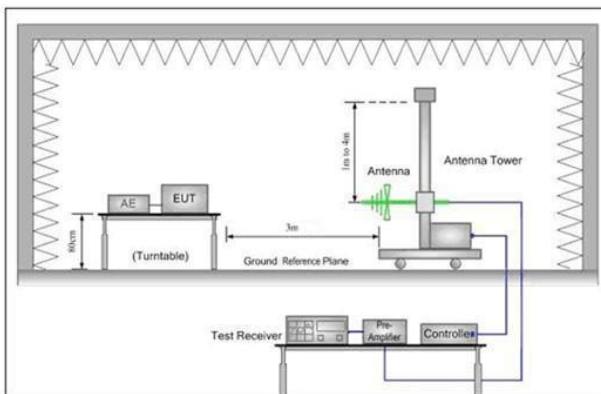 1m to 4m
Antenna
Antenna Tower
AE
EUT
3m
80cm
(Turntable)
Ground Reference Plane
Test Receiver
Pre-
Amplifier
Controller